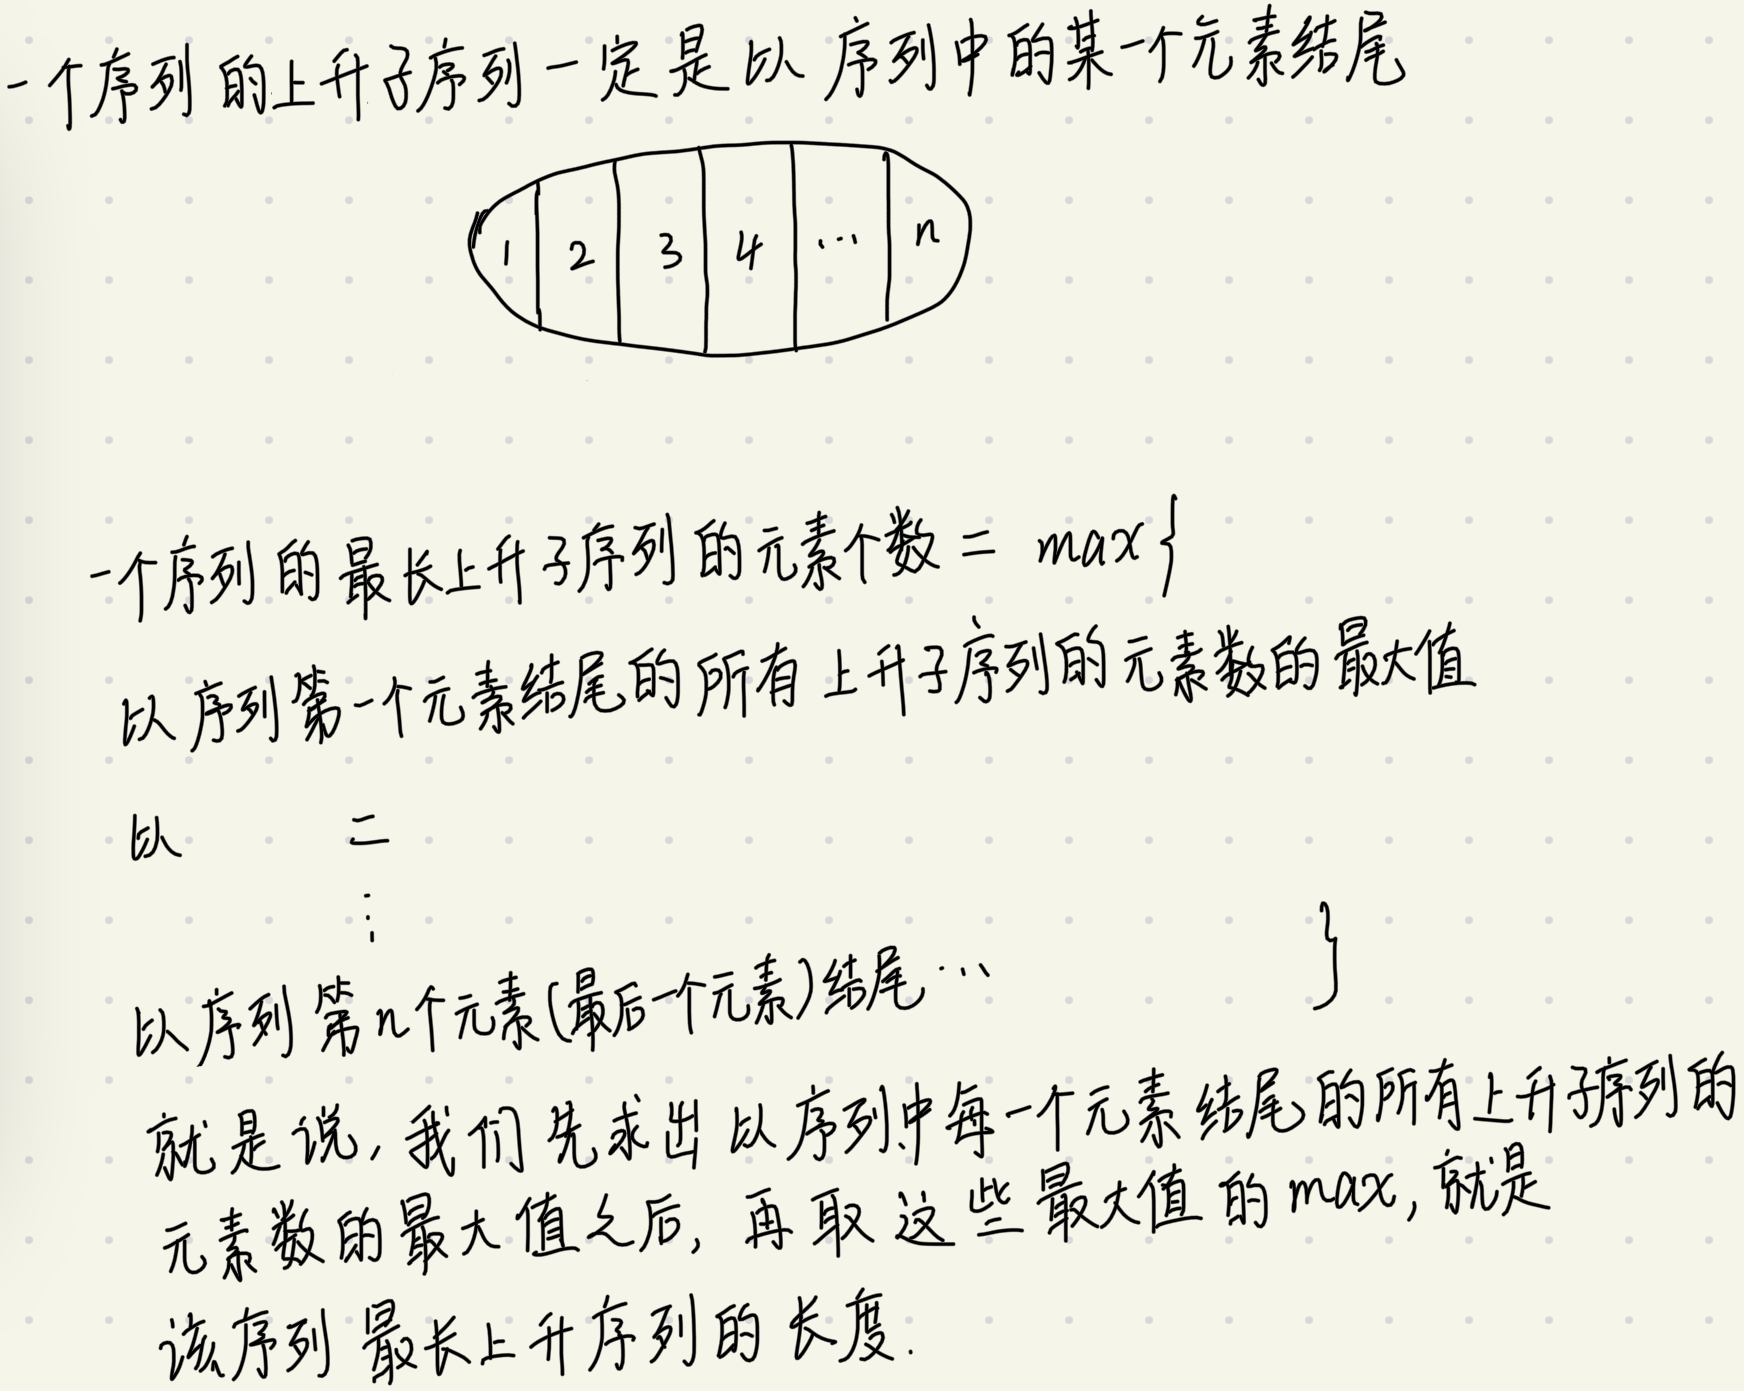 一个序列的上升子序列一定是以序列中的某一个元素结尾
1 2 3 4 ... n
一个序列的最长上升子序列的元素个数 = max{
以序列第一个元素结尾的所有上升子序列的元素数的最大值
以 二
⋮
}
以序列第n个元素(最后一个元素)结尾...
就是说,我们先求出以序列中每一个元素结尾的所有上升子序列的
元素数的最大值之后,再取这些最大值的max,就是
该序列最长上升序列的长度.